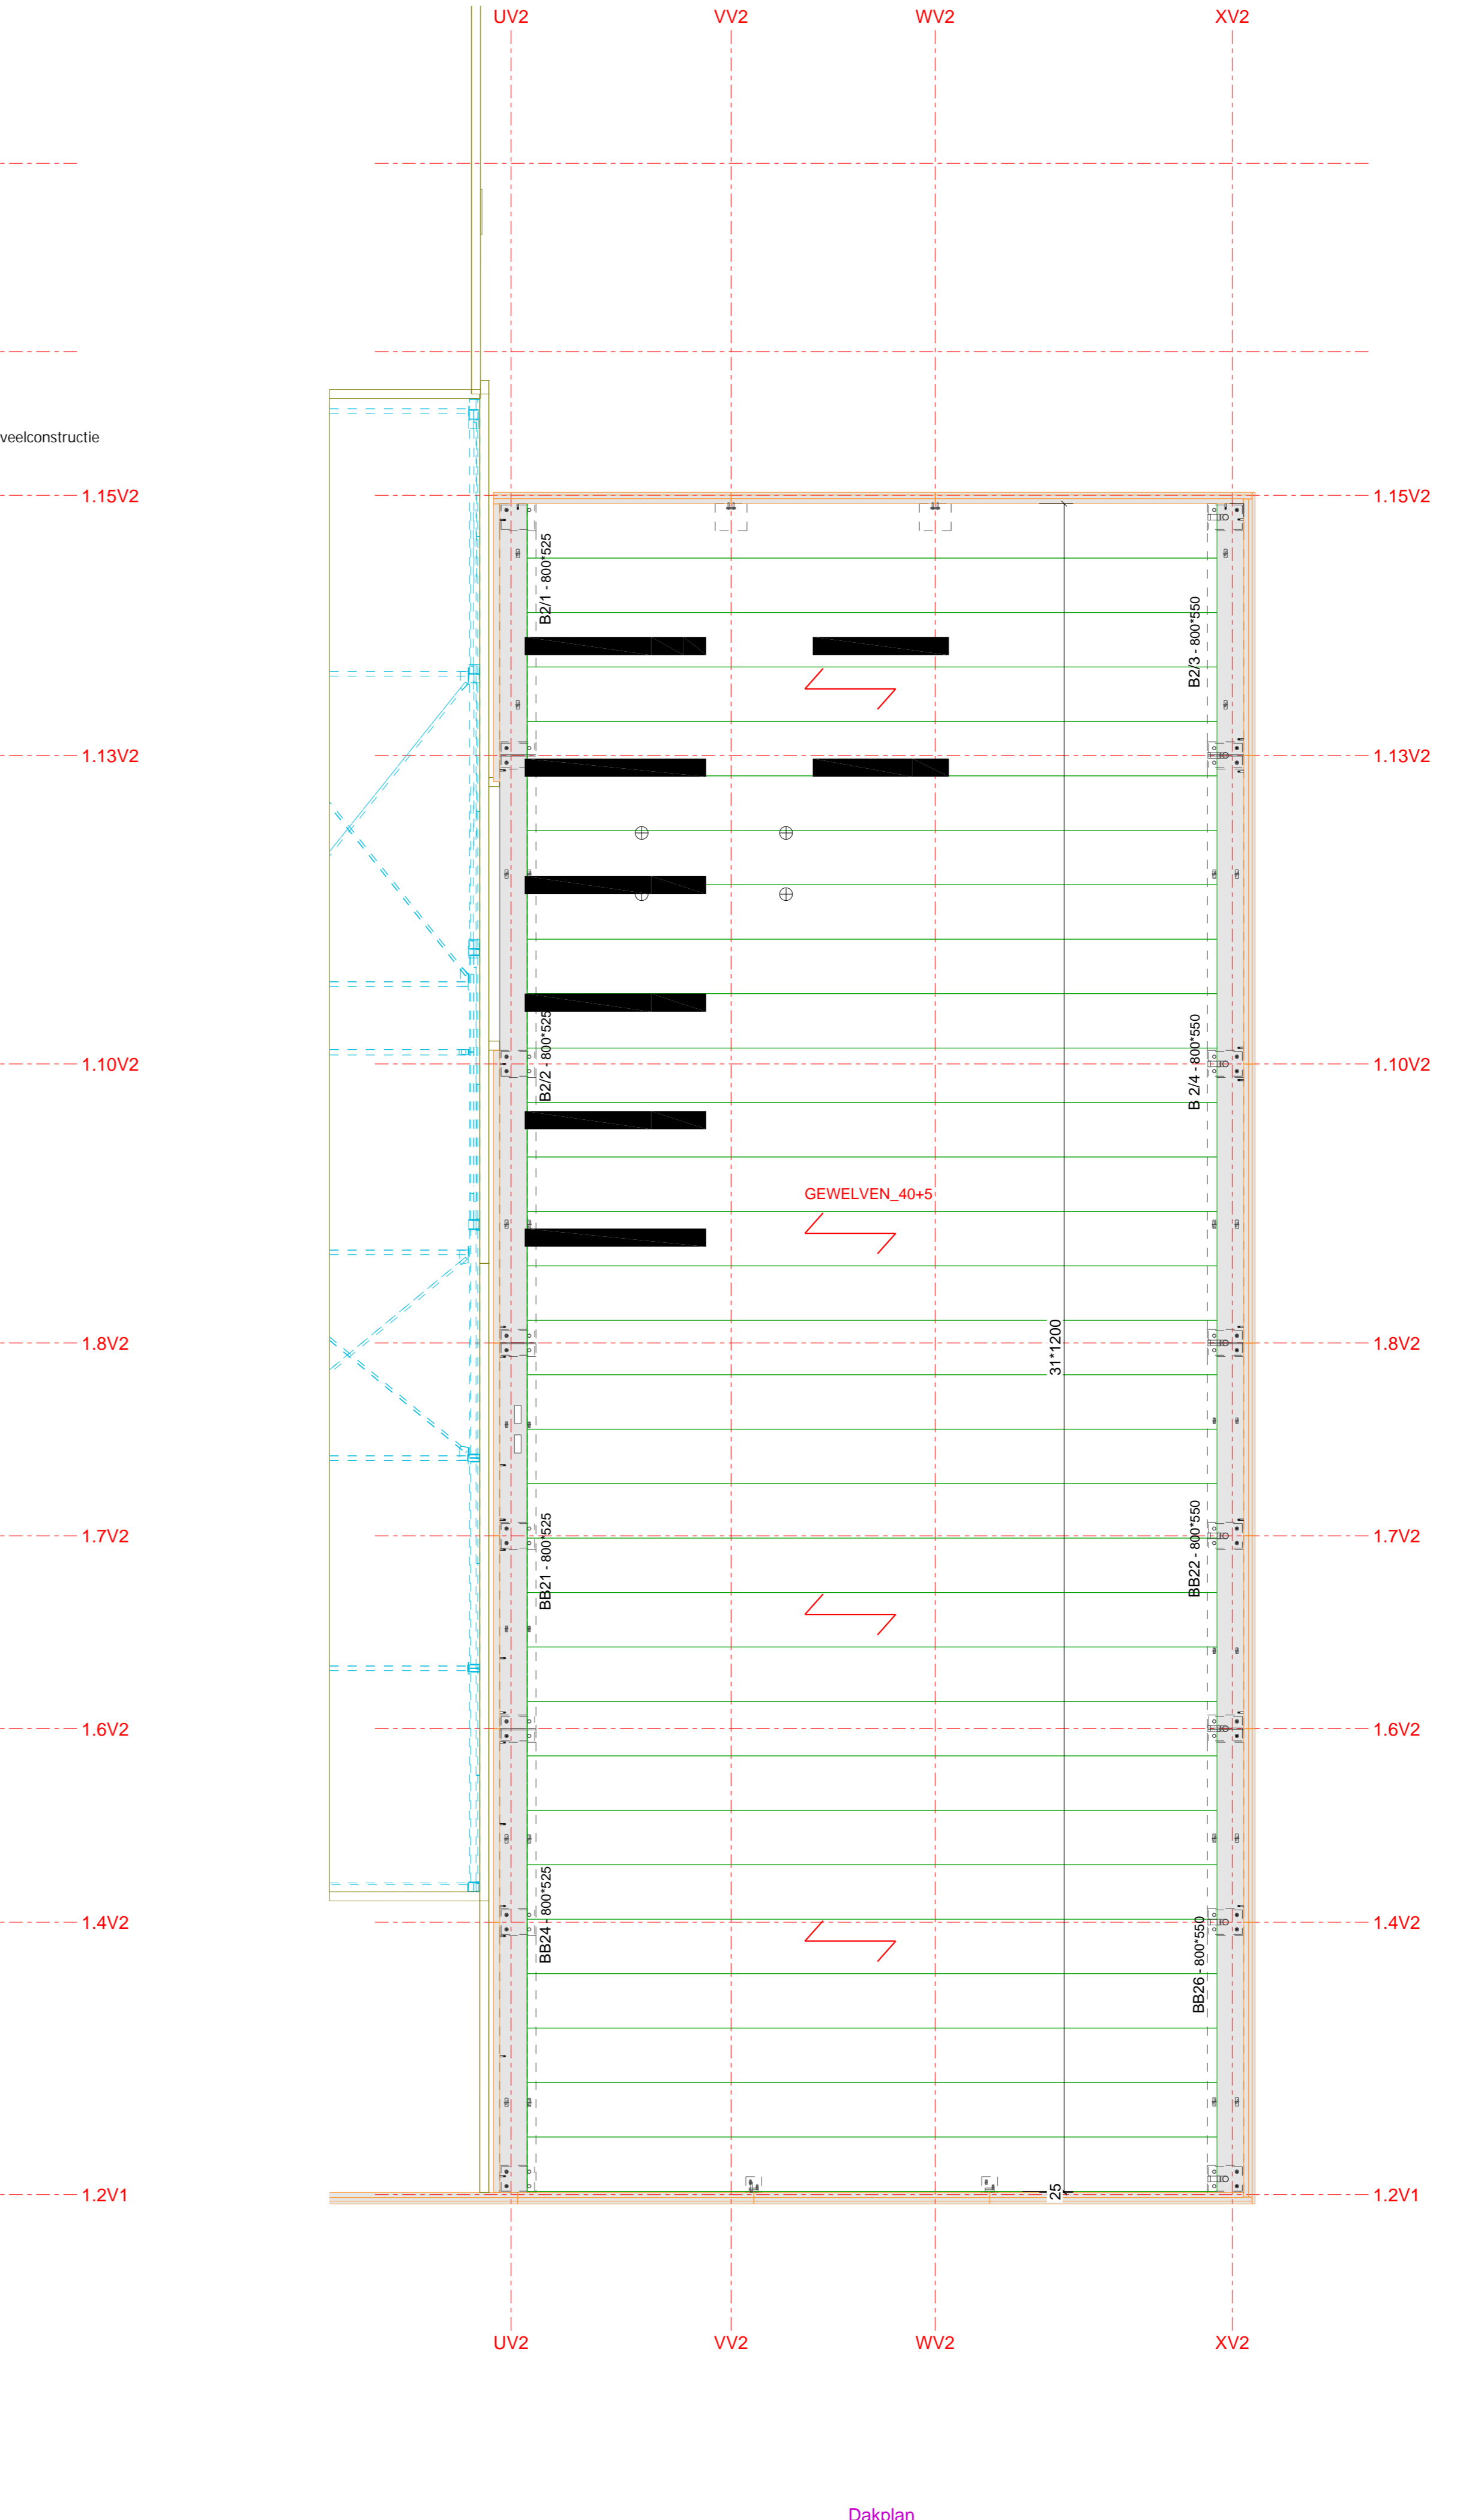 UV2 VV2 WV2 XV2
veelconstructie
1.15V2 1.15V2
B2/1 - 800*525
B2/3 - 800*550
1.13V2 1.13V2
B2/2 - 800*525
B 2/4 - 800*550
1.10V2 1.10V2
GEWELVEN_40+5
31*1200
1.8V2 1.8V2
BB21 - 800*525
BB22 - 800*550
1.7V2 1.7V2
1.6V2 1.6V2
BB24 - 800*525
BB26 - 800*550
1.4V2 1.4V2
25
1.2V1 1.2V1
UV2 VV2 WV2 XV2
Dakplan